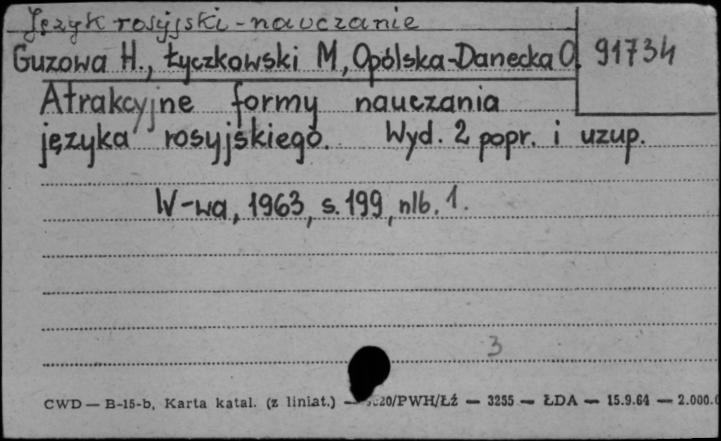 Język rosyjski - nauczanie
Guzowa H., Łyczkowski M, Opólska-Danecka O. 91734
Atrakcyjne formy nauczania
języka rosyjskiego. Wyd. 2 popr. i uzup.
W-wa, 1963, s. 199, nlb. 1.
3
CWD — B-15-b, Karta katal. (z liniat.) — /PWH/Łź — 3255 — ŁDA — 15.9.64 — 2.000.